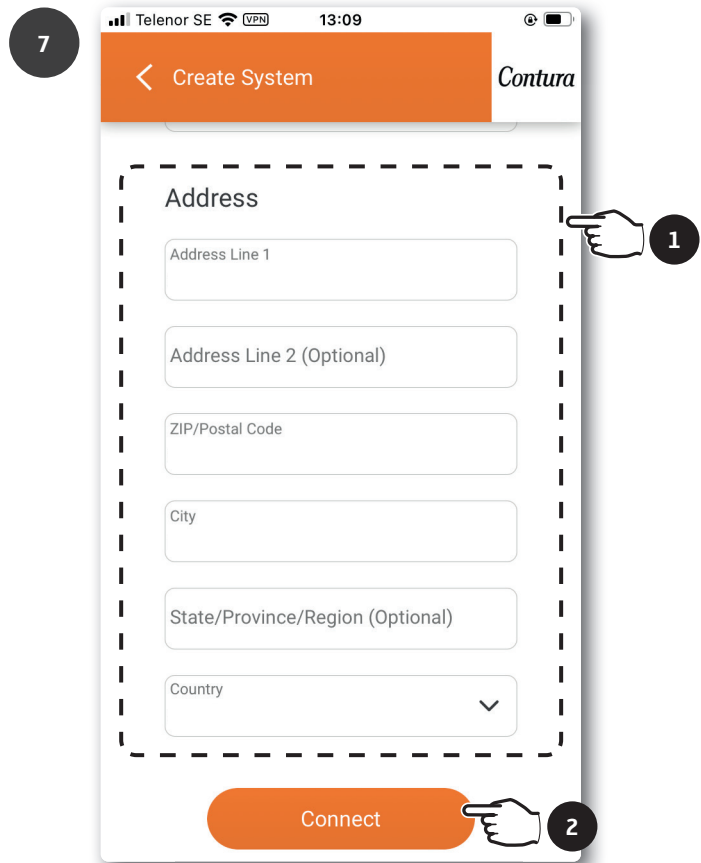 7
Telenor SE VPN 13:09
Create System
Contura
Address
1
Address Line 1
Address Line 2 (Optional)
ZIP/Postal Code
City
State/Province/Region (Optional)
Country
Connect
2